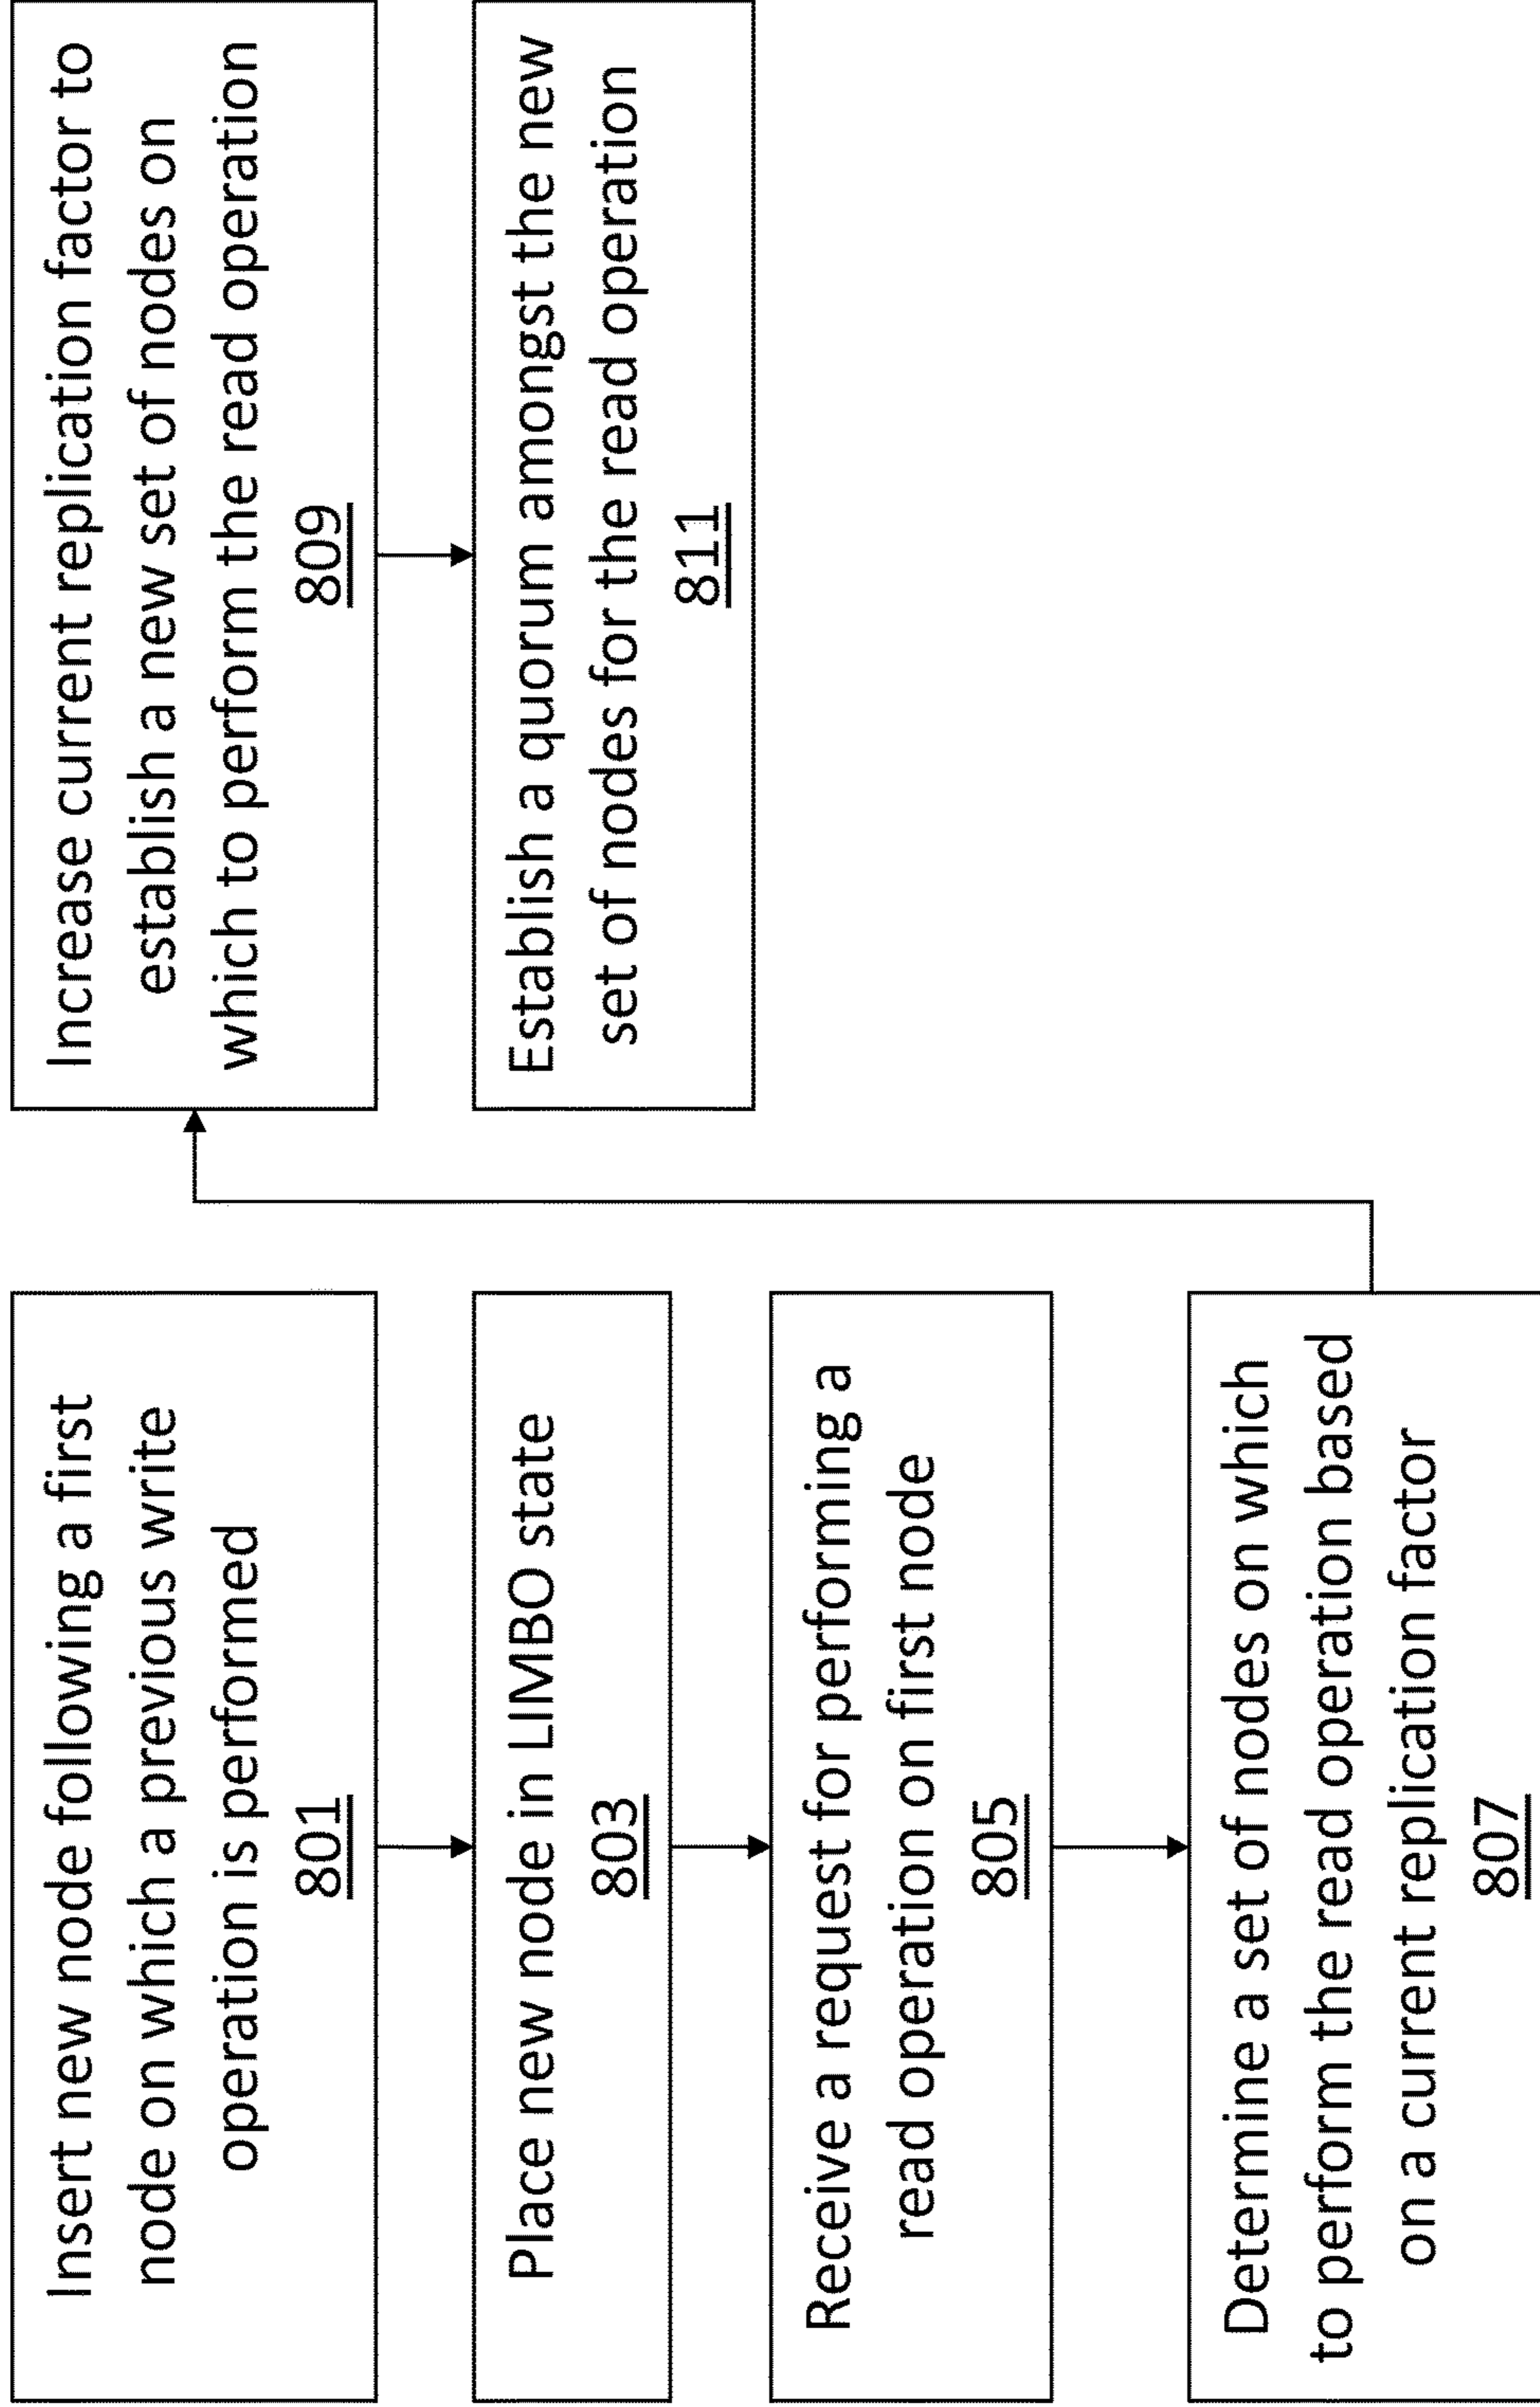 Insert new node following a first
node on which a previous write
operation is performed
801
Place new node in LIMBO state
803
Receive a request for performing a
read operation on first node
805
Determine a set of nodes on which
to perform the read operation based
on a current replication factor
807
Increase current replication factor to
establish a new set of nodes on
which to perform the read operation
809
Establish a quorum amongst the new
set of nodes for the read operation
811